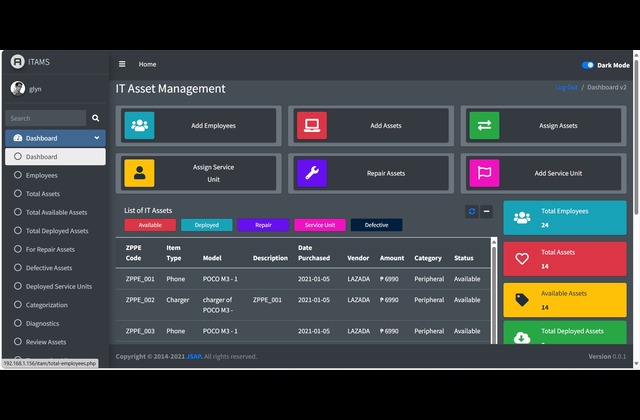 ITAMS
Home
Dark Mode
glyn
IT Asset Management
Log Out / Dashboard v2
Search
Dashboard
Dashboard
Employees
Total Assets
Total Available Assets
Total Deployed Assets
For Repair Assets
Defective Assets
Deployed Service Units
Categorization
Diagnostics
Review Assets
192.168.1.156/itam/total-employees.php
Add Employees
Add Assets
Assign Assets
Assign Service
Unit
Repair Assets
Add Service Unit
List of IT Assets
Available
Deployed
Repair
Service Unit
Defective
ZPPE Code Item Type Model Description Date Purchased Vendor Amount Category Status
ZPPE_001 Phone POCO M3 - 1 2021-01-05 LAZADA ₱ 6990 Peripheral Available
ZPPE_002 Charger charger of POCO M3 - ZPPE_001 2021-01-05 LAZADA ₱ 6990 Peripheral Available
ZPPE_003 Phone POCO M3 - 1 2021-01-05 LAZADA ₱ 6990 Peripheral Available
Total Employees
24
Total Assets
14
Available Assets
14
Total Deployed Assets
Copyright © 2014-2021 JSAP. All rights reserved.
Version 0.0.1